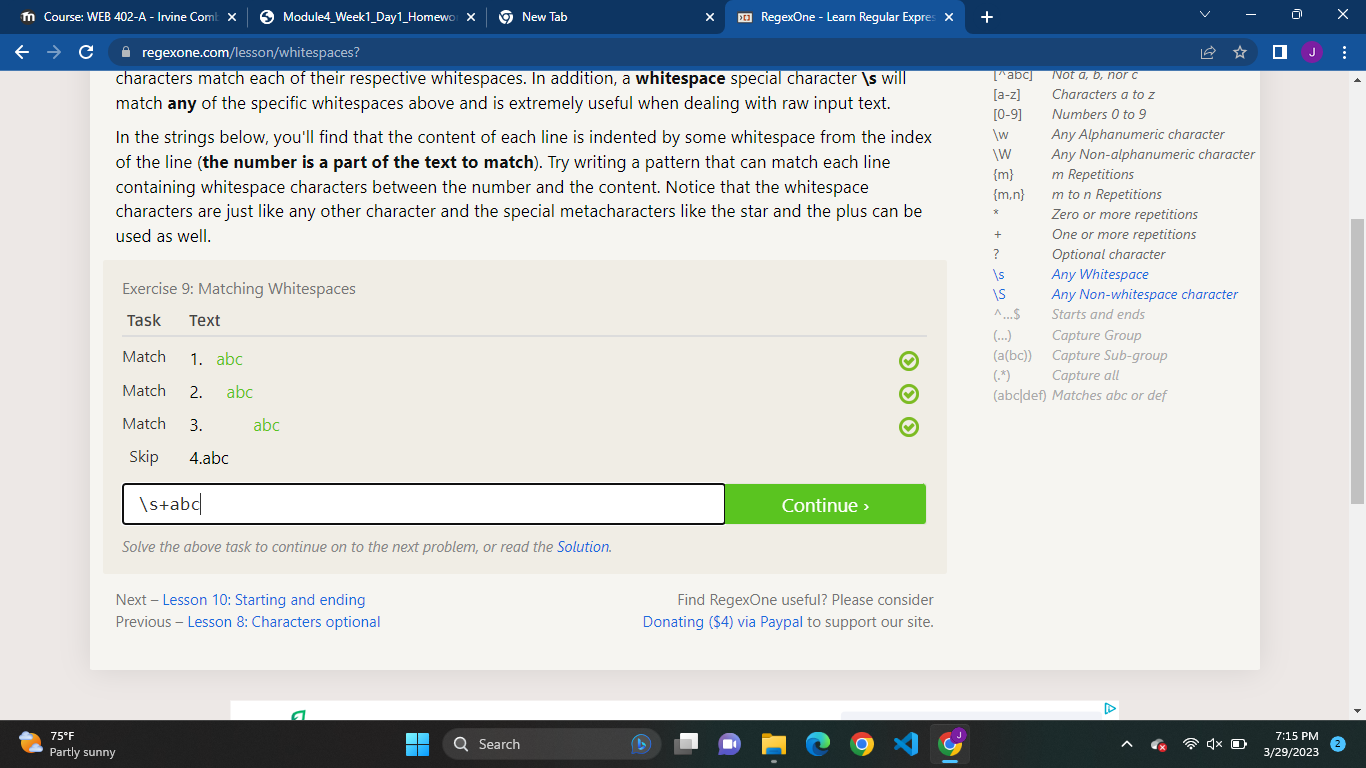 Course: WEB 402-A - Irvine Comb
Module4_Week1_Day1_Homewo
New Tab
RegexOne - Learn Regular Expres
regexone.com/lesson/whitespaces?
J
characters match each of their respective whitespaces. In addition, a whitespace special character \s will
match any of the specific whitespaces above and is extremely useful when dealing with raw input text.
In the strings below, you'll find that the content of each line is indented by some whitespace from the index
of the line (the number is a part of the text to match). Try writing a pattern that can match each line
containing whitespace characters between the number and the content. Notice that the whitespace
characters are just like any other character and the special metacharacters like the star and the plus can be
used as well.
Exercise 9: Matching Whitespaces
Task Text
Match 1. abc
Match 2. abc
Match 3. abc
Skip 4.abc
\s+abc
Continue ›
Solve the above task to continue on to the next problem, or read the Solution.
Next – Lesson 10: Starting and ending
Previous – Lesson 8: Characters optional
Find RegexOne useful? Please consider
Donating ($4) via Paypal to support our site.
[^abc] Not a, b, nor c
[a-z] Characters a to z
[0-9] Numbers 0 to 9
\w Any Alphanumeric character
\W Any Non-alphanumeric character
{m} m Repetitions
{m,n} m to n Repetitions
* Zero or more repetitions
+ One or more repetitions
? Optional character
\s Any Whitespace
\S Any Non-whitespace character
^...$ Starts and ends
(...) Capture Group
(a(bc)) Capture Sub-group
(.*) Capture all
(abc|def) Matches abc or def
75°F
Partly sunny
Search
J
7:15 PM
3/29/2023
2